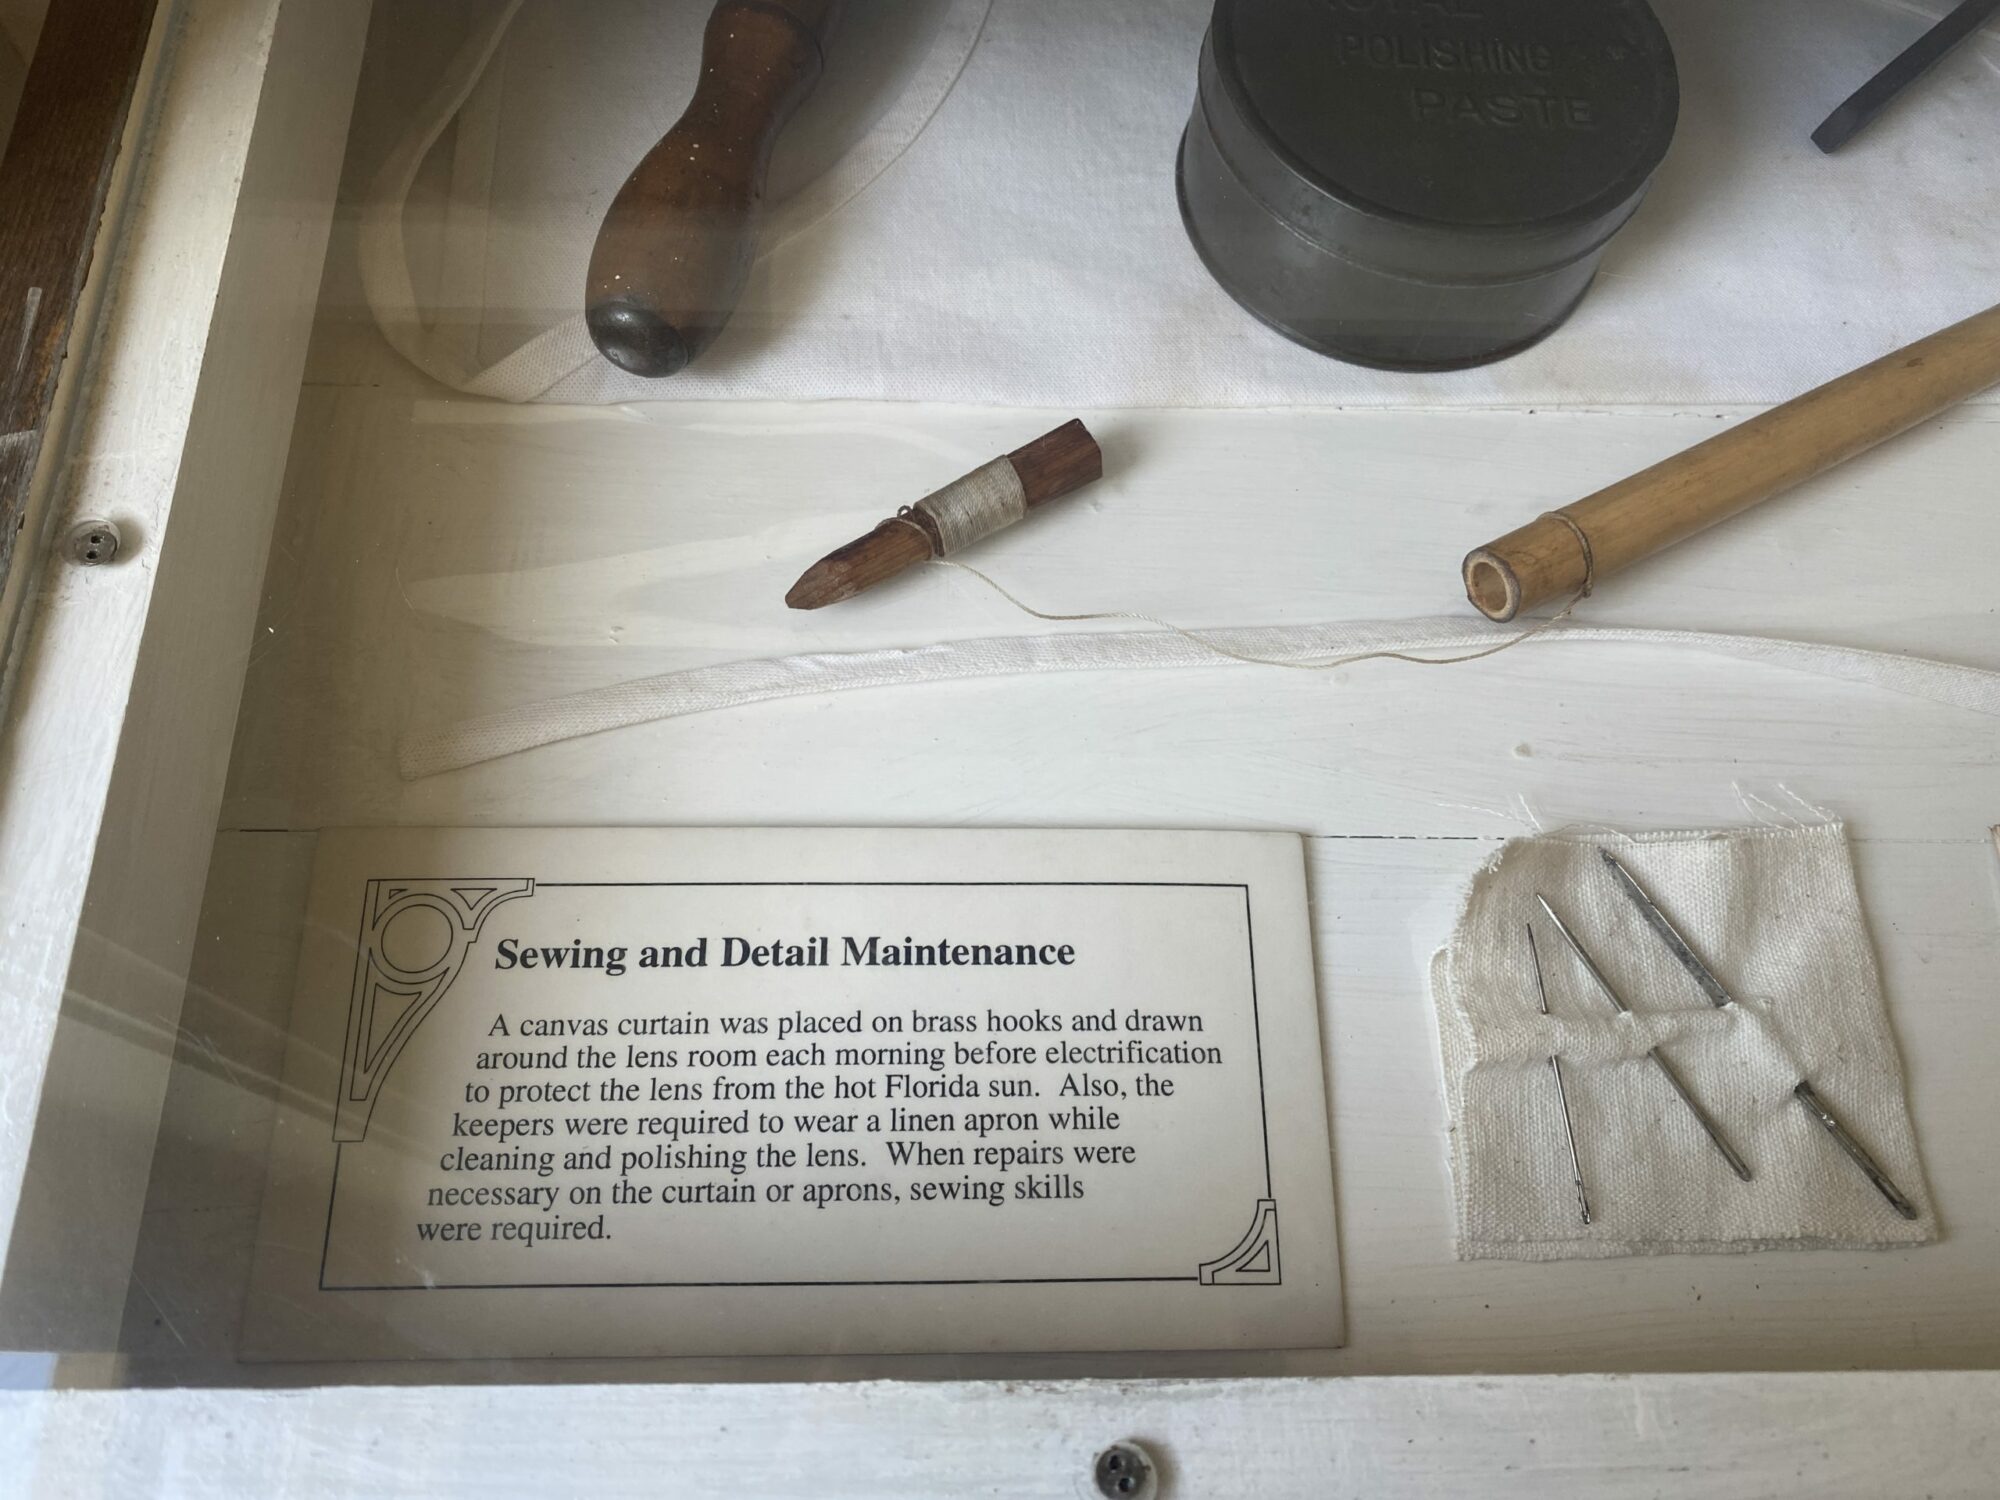 POLISHING
PASTE
Sewing and Detail Maintenance
A canvas curtain was placed on brass hooks and drawn
around the lens room each morning before electrification
to protect the lens from the hot Florida sun. Also, the
keepers were required to wear a linen apron while
cleaning and polishing the lens. When repairs were
necessary on the curtain or aprons, sewing skills
were required.